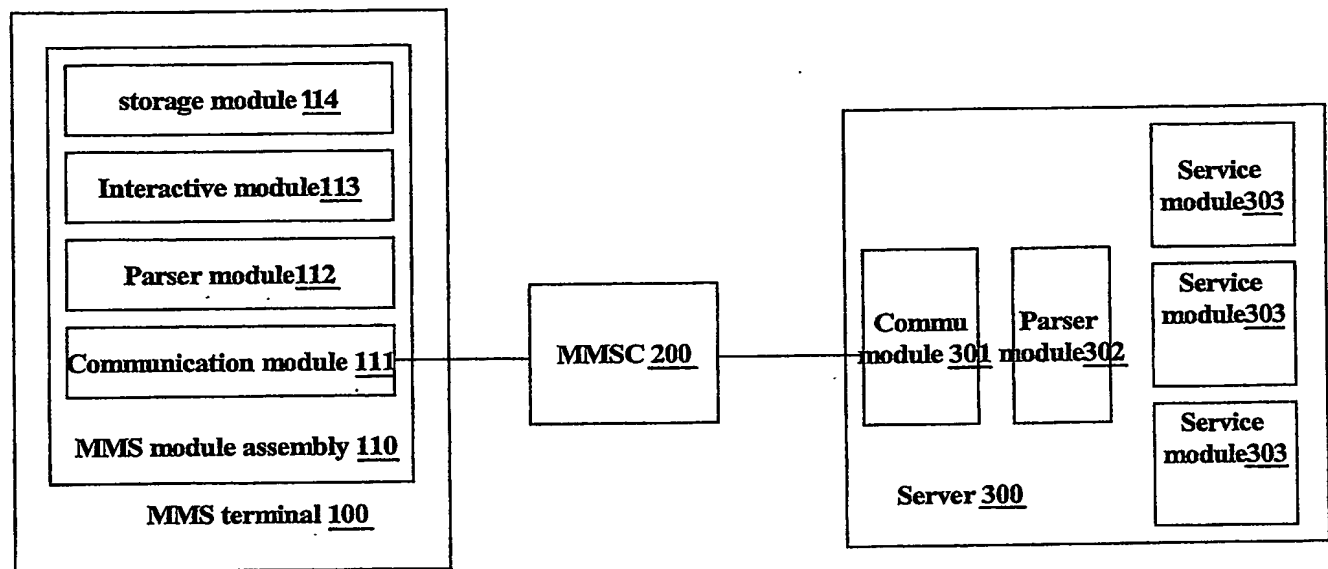 storage module 114
Interactive module113
Parser module112
Communication module 111
MMS module assembly 110
MMS terminal 100
MMSC 200
Commu
module 301
Parser
module302
Service
module303
Service
module303
Service
module303
Server 300